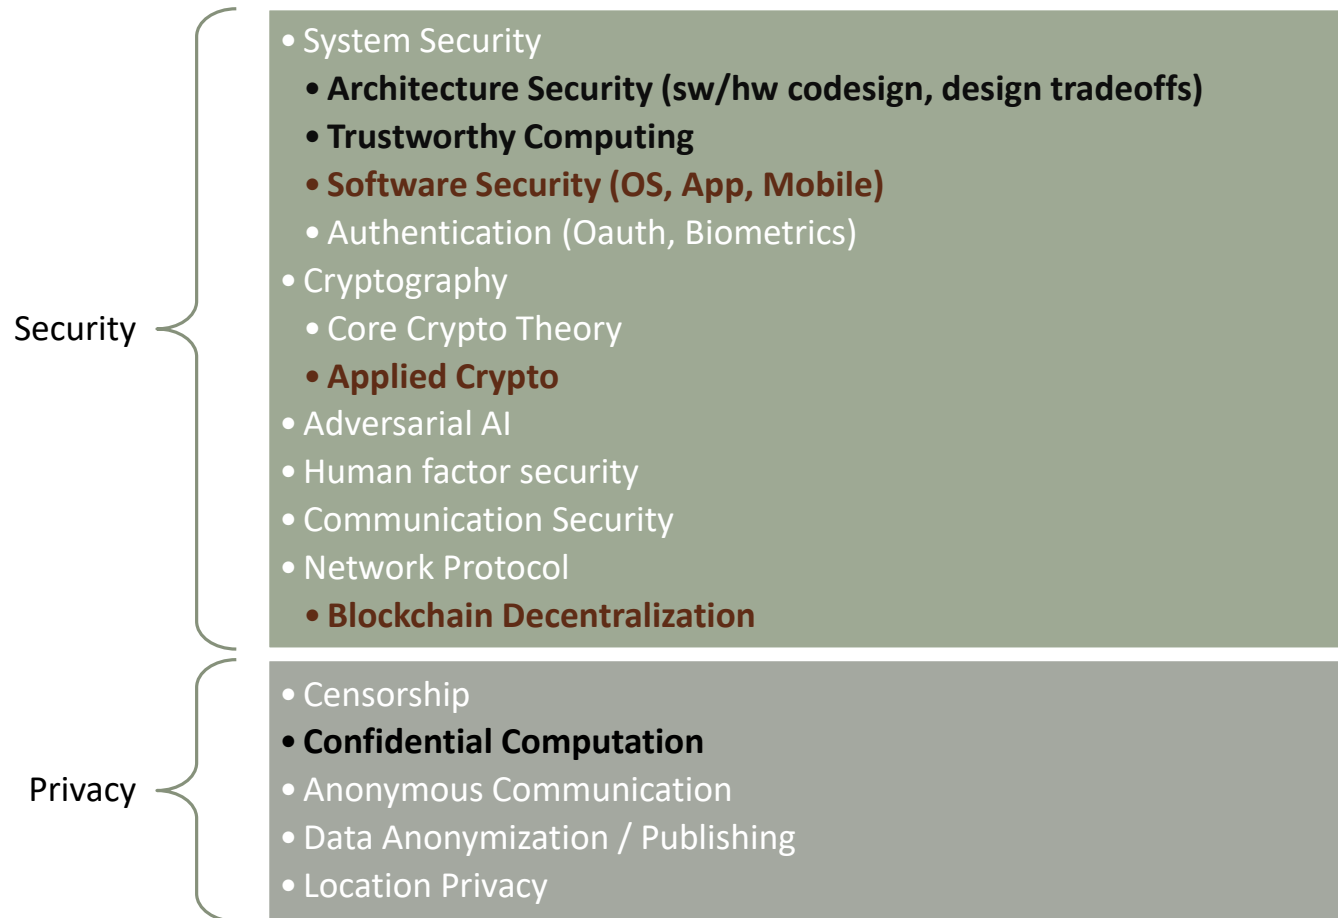 Security
• System Security
• Architecture Security (sw/hw codesign, design tradeoffs)
• Trustworthy Computing
• Software Security (OS, App, Mobile)
• Authentication (Oauth, Biometrics)
• Cryptography
• Core Crypto Theory
• Applied Crypto
• Adversarial AI
• Human factor security
• Communication Security
• Network Protocol
• Blockchain Decentralization
Privacy
• Censorship
• Confidential Computation
• Anonymous Communication
• Data Anonymization / Publishing
• Location Privacy